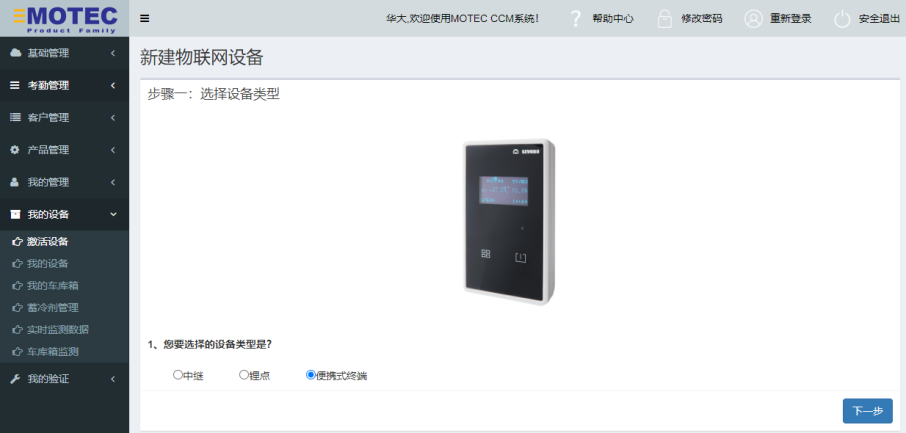 EMOTEC
Product Family
华大,欢迎使用MOTEC CCM系统!
帮助中心
修改密码
重新登录
安全退出
基础管理
考勤管理
客户管理
产品管理
我的管理
我的设备
激活设备
我的设备
我的车库箱
蓄冷剂管理
实时监测数据
车库箱监测
我的验证
新建物联网设备
步骤一：选择设备类型
1、您要选择的设备类型是?
中继
锂点
便携式终端
下一步